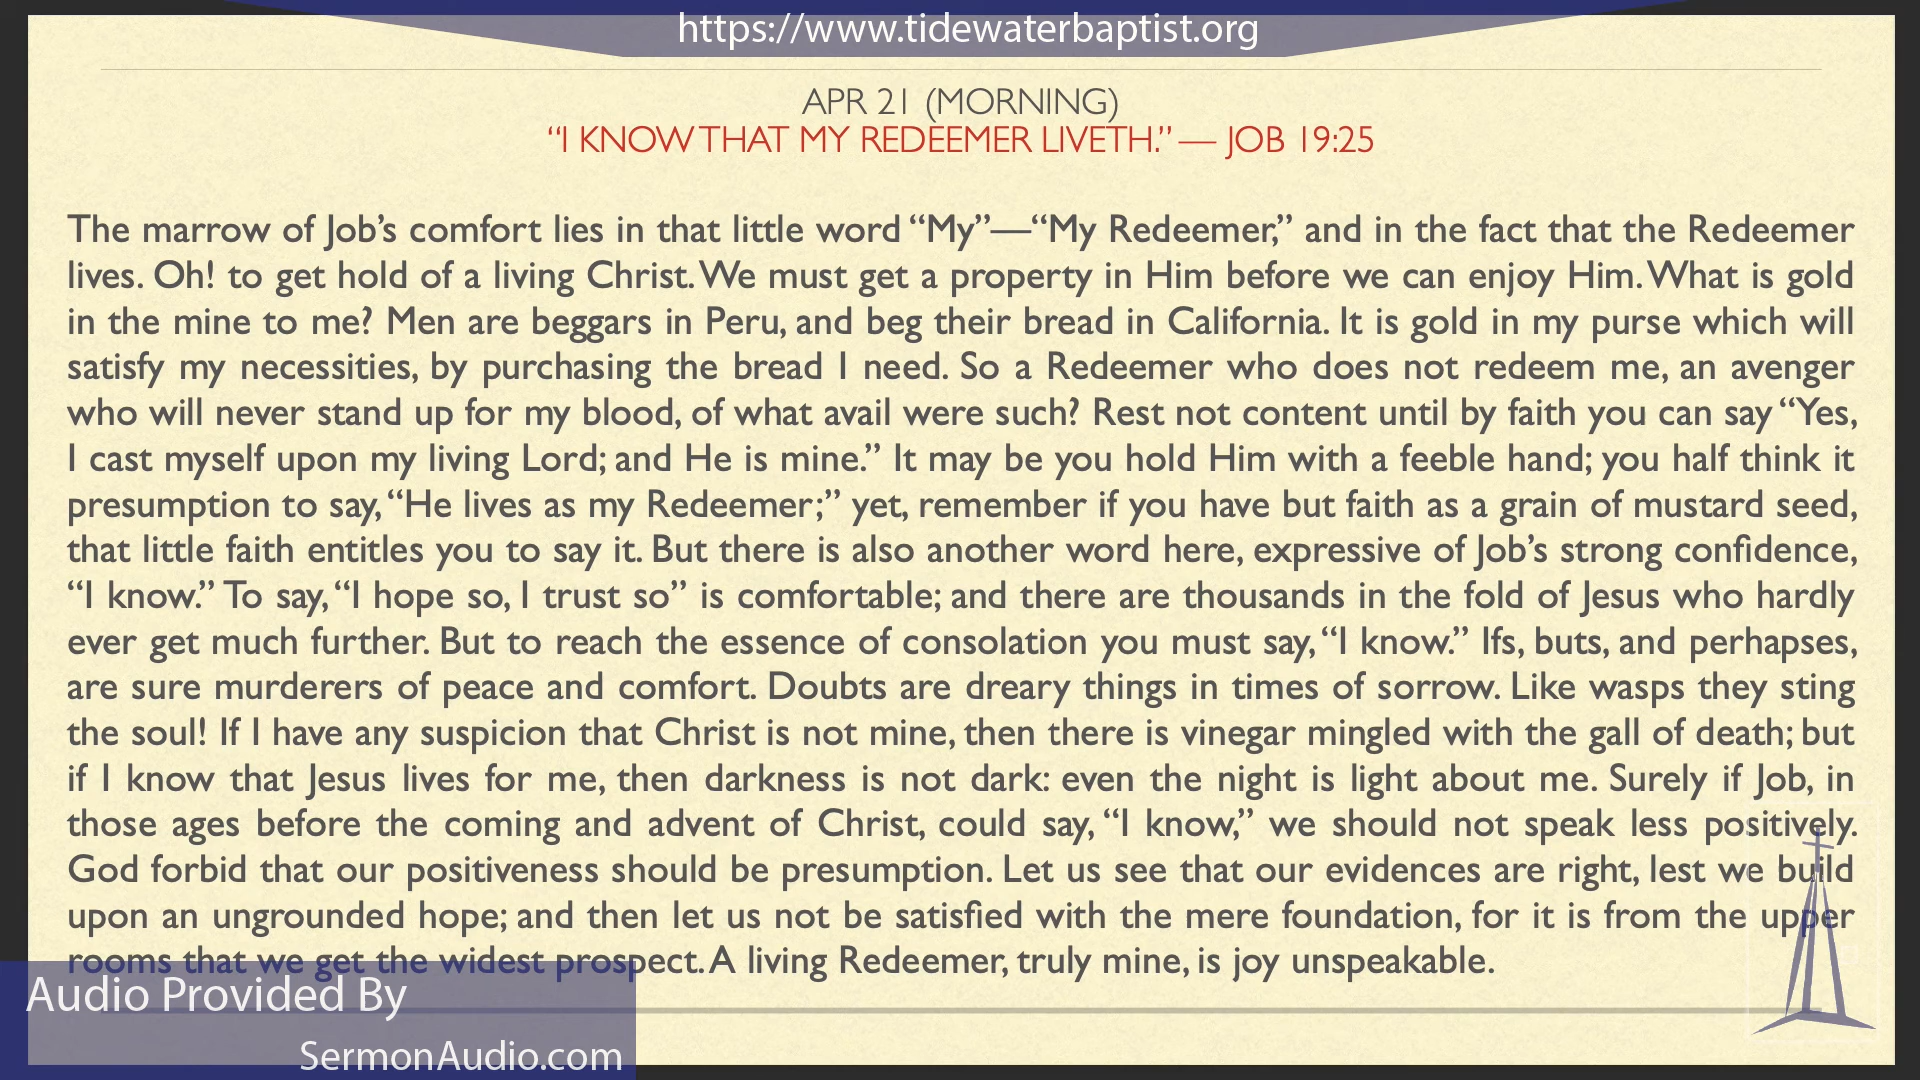 https://www.tidewaterbaptist.org
APR 21 (MORNING)
“I KNOW THAT MY REDEEMER LIVETH.” — JOB 19:25
The marrow of Job’s comfort lies in that little word “My”—“My Redeemer,” and in the fact that the Redeemer
lives. Oh! to get hold of a living Christ. We must get a property in Him before we can enjoy Him. What is gold
in the mine to me? Men are beggars in Peru, and beg their bread in California. It is gold in my purse which will
satisfy my necessities, by purchasing the bread I need. So a Redeemer who does not redeem me, an avenger
who will never stand up for my blood, of what avail were such? Rest not content until by faith you can say “Yes,
I cast myself upon my living Lord; and He is mine.” It may be you hold Him with a feeble hand; you half think it
presumption to say, “He lives as my Redeemer;” yet, remember if you have but faith as a grain of mustard seed,
that little faith entitles you to say it. But there is also another word here, expressive of Job’s strong confidence,
“I know.” To say, “I hope so, I trust so” is comfortable; and there are thousands in the fold of Jesus who hardly
ever get much further. But to reach the essence of consolation you must say, “I know.” Ifs, buts, and perhapses,
are sure murderers of peace and comfort. Doubts are dreary things in times of sorrow. Like wasps they sting
the soul! If I have any suspicion that Christ is not mine, then there is vinegar mingled with the gall of death; but
if I know that Jesus lives for me, then darkness is not dark: even the night is light about me. Surely if Job, in
those ages before the coming and advent of Christ, could say, “I know,” we should not speak less positively.
God forbid that our positiveness should be presumption. Let us see that our evidences are right, lest we build
upon an ungrounded hope; and then let us not be satisfied with the mere foundation, for it is from the upper
rooms that we get the widest prospect. A living Redeemer, truly mine, is joy unspeakable.
Audio Provided By
SermonAudio.com